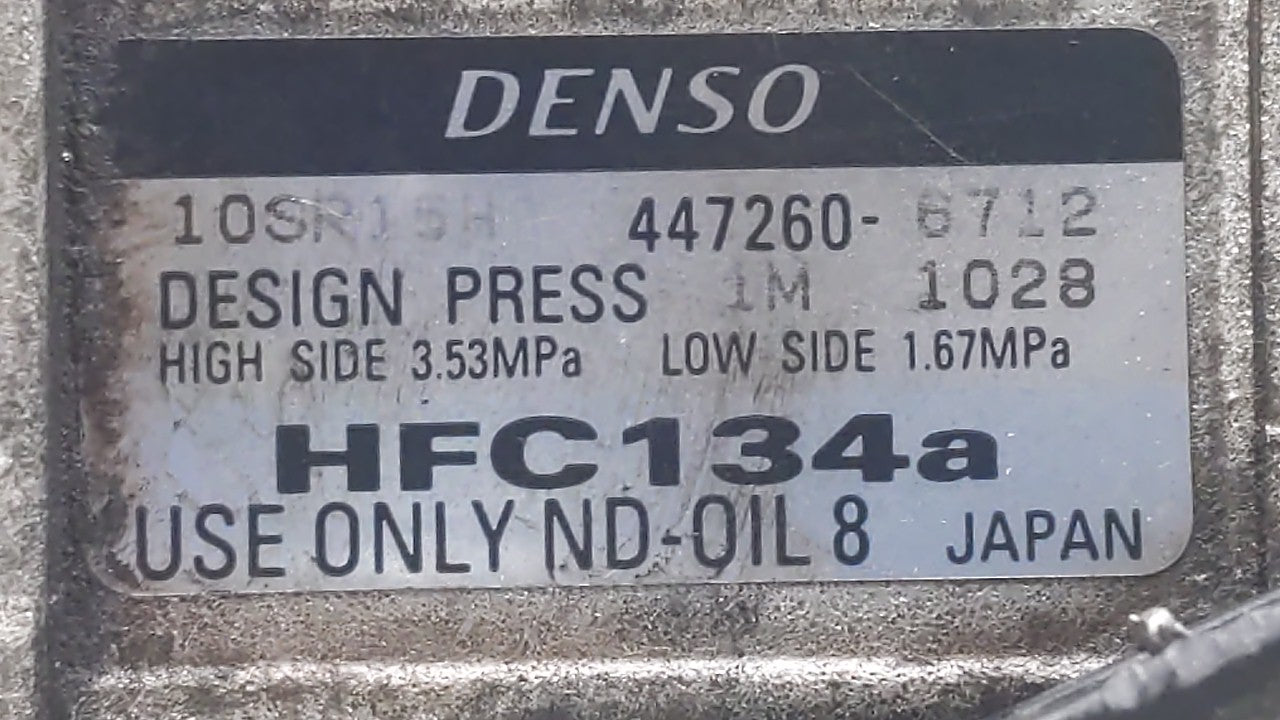 DENSO
10SR15H 447260- 6712
DESIGN PRESS 1M 1028
HIGH SIDE 3.53MPa LOW SIDE 1.67MPa
HFC134a
USE ONLY ND-OIL 8 JAPAN